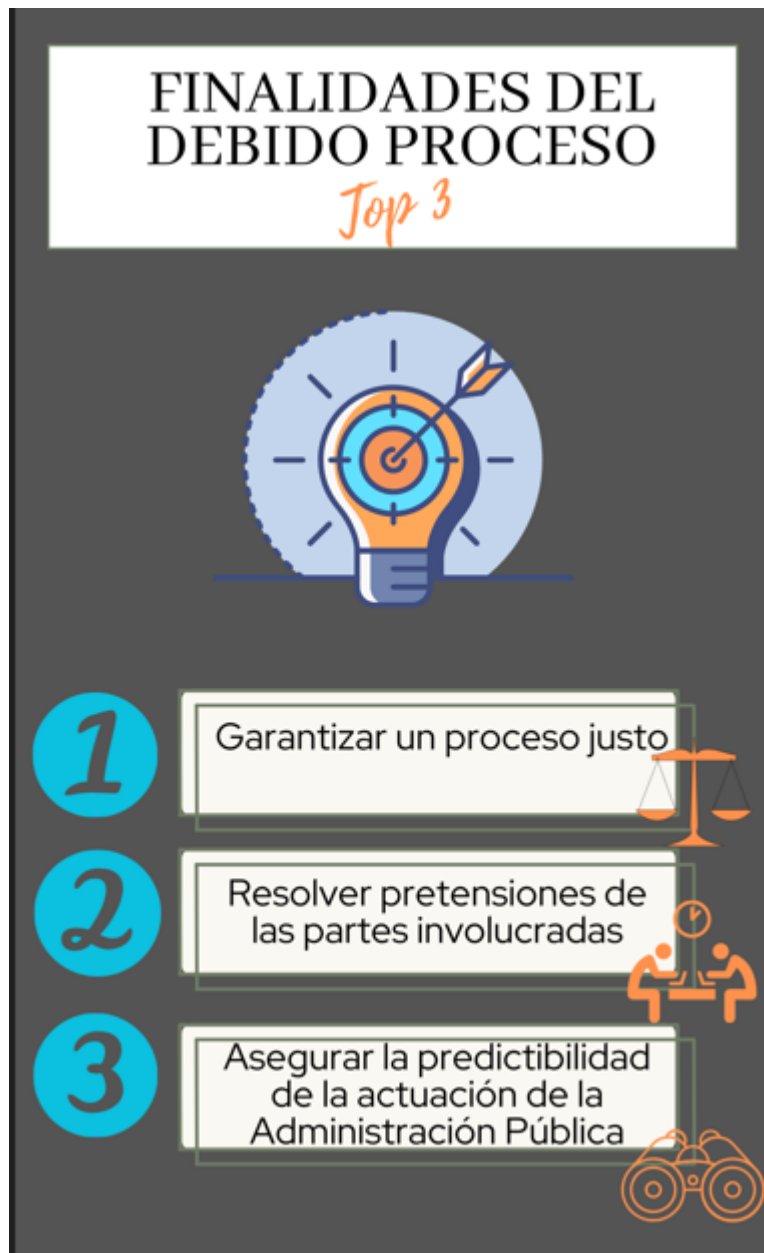 FINALIDADES DEL
DEBIDO PROCESO
Top 3
1
Garantizar un proceso justo
2
Resolver pretensiones de
las partes involucradas
3
Asegurar la predictibilidad
de la actuación de la
Administración Pública